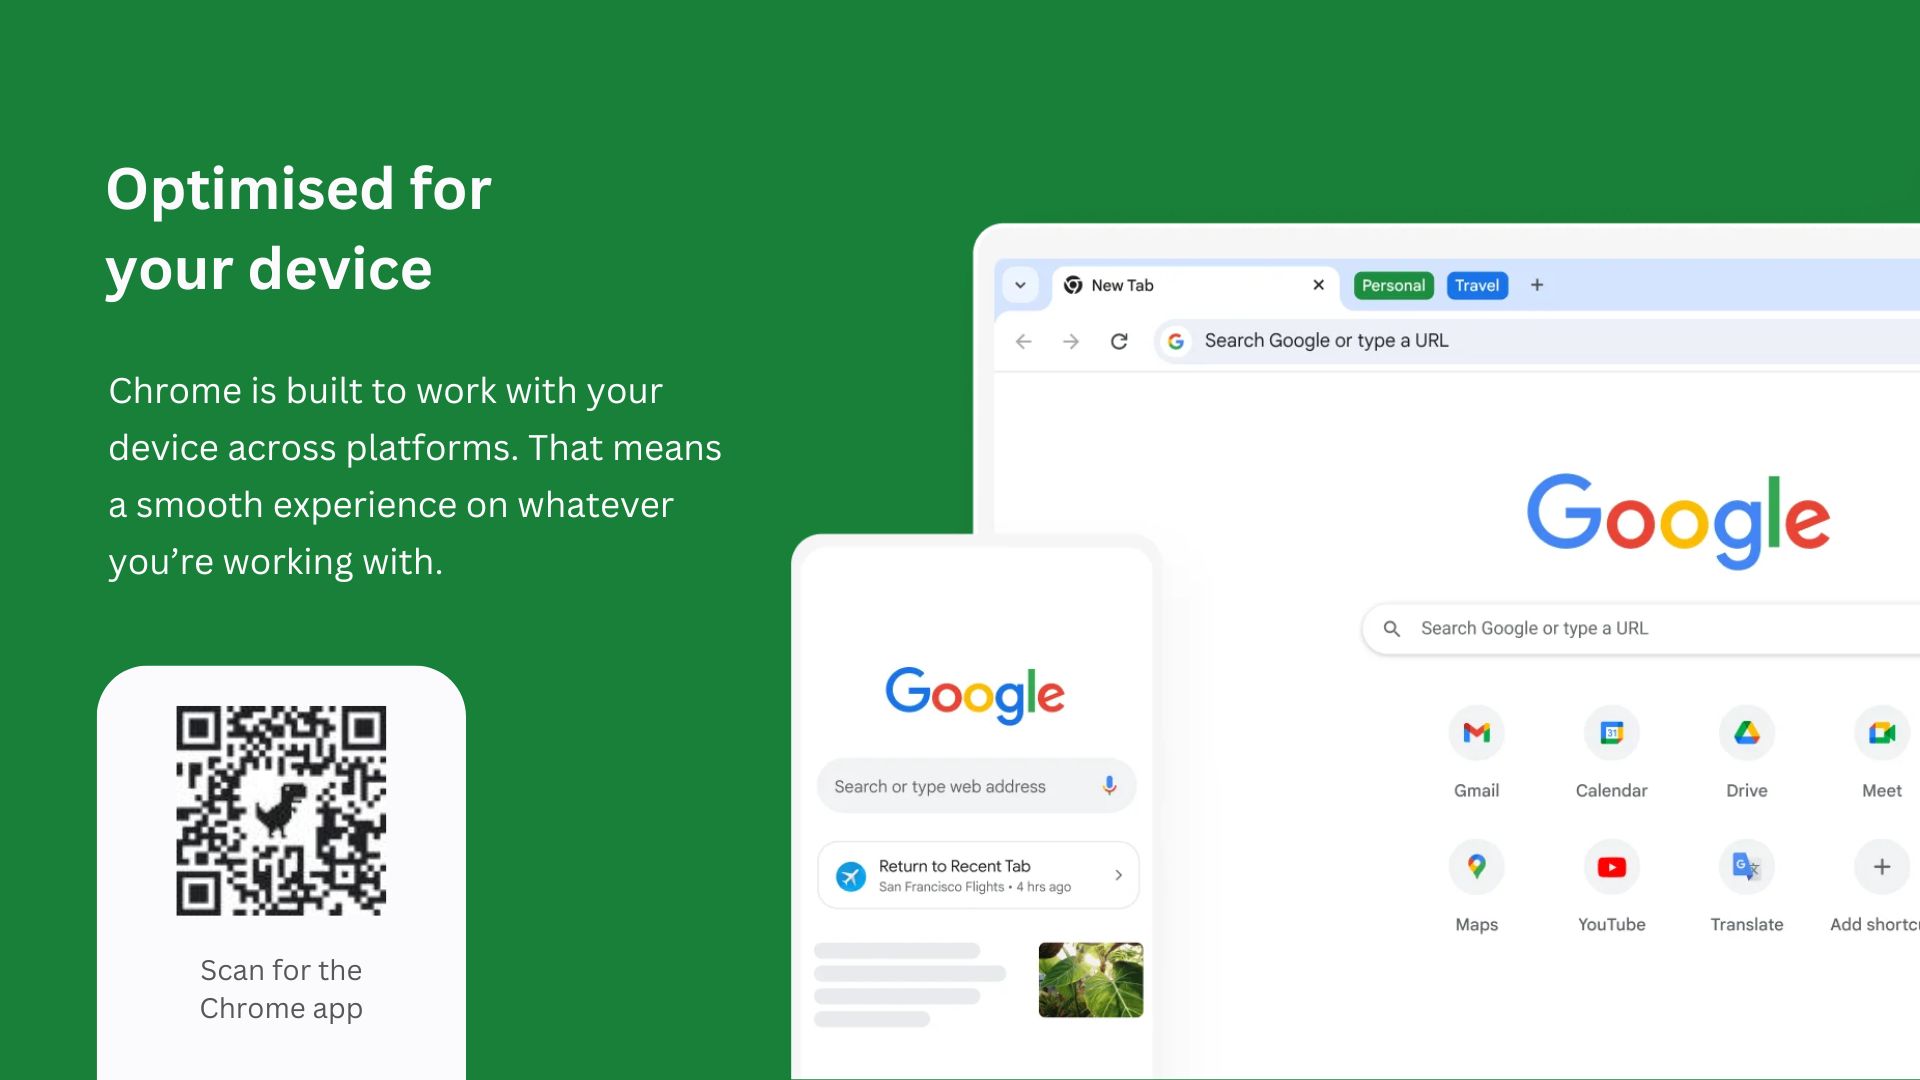 Optimised for
your device
Chrome is built to work with your
device across platforms. That means
a smooth experience on whatever
you’re working with.
Scan for the
Chrome app
New Tab
Personal
Travel
Search Google or type a URL
Google
Search Google or type a URL
Gmail
Calendar
Drive
Meet
Maps
YouTube
Translate
Add shortcu
Google
Search or type web address
Return to Recent Tab
San Francisco Flights • 4 hrs ago